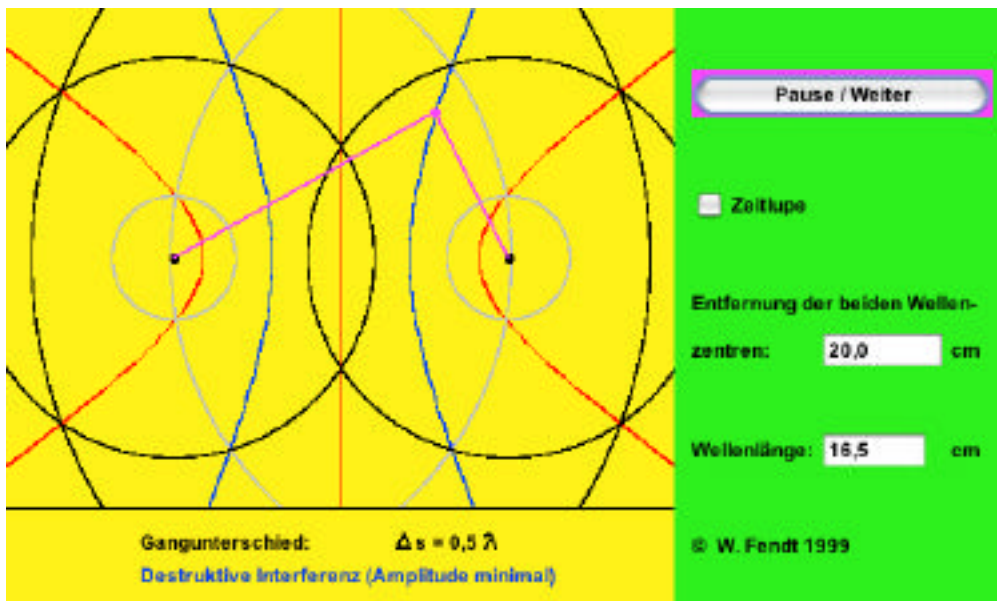 Pause / Weiter
Zeitlupe
Entfernung der beiden Wellen-
zentren: 20,0 cm
Wellenlänge: 16,5 cm
© W. Fendt 1999
Gangunterschied: Δ s = 0,5 λ
Destruktive Interferenz (Amplitude minimal)